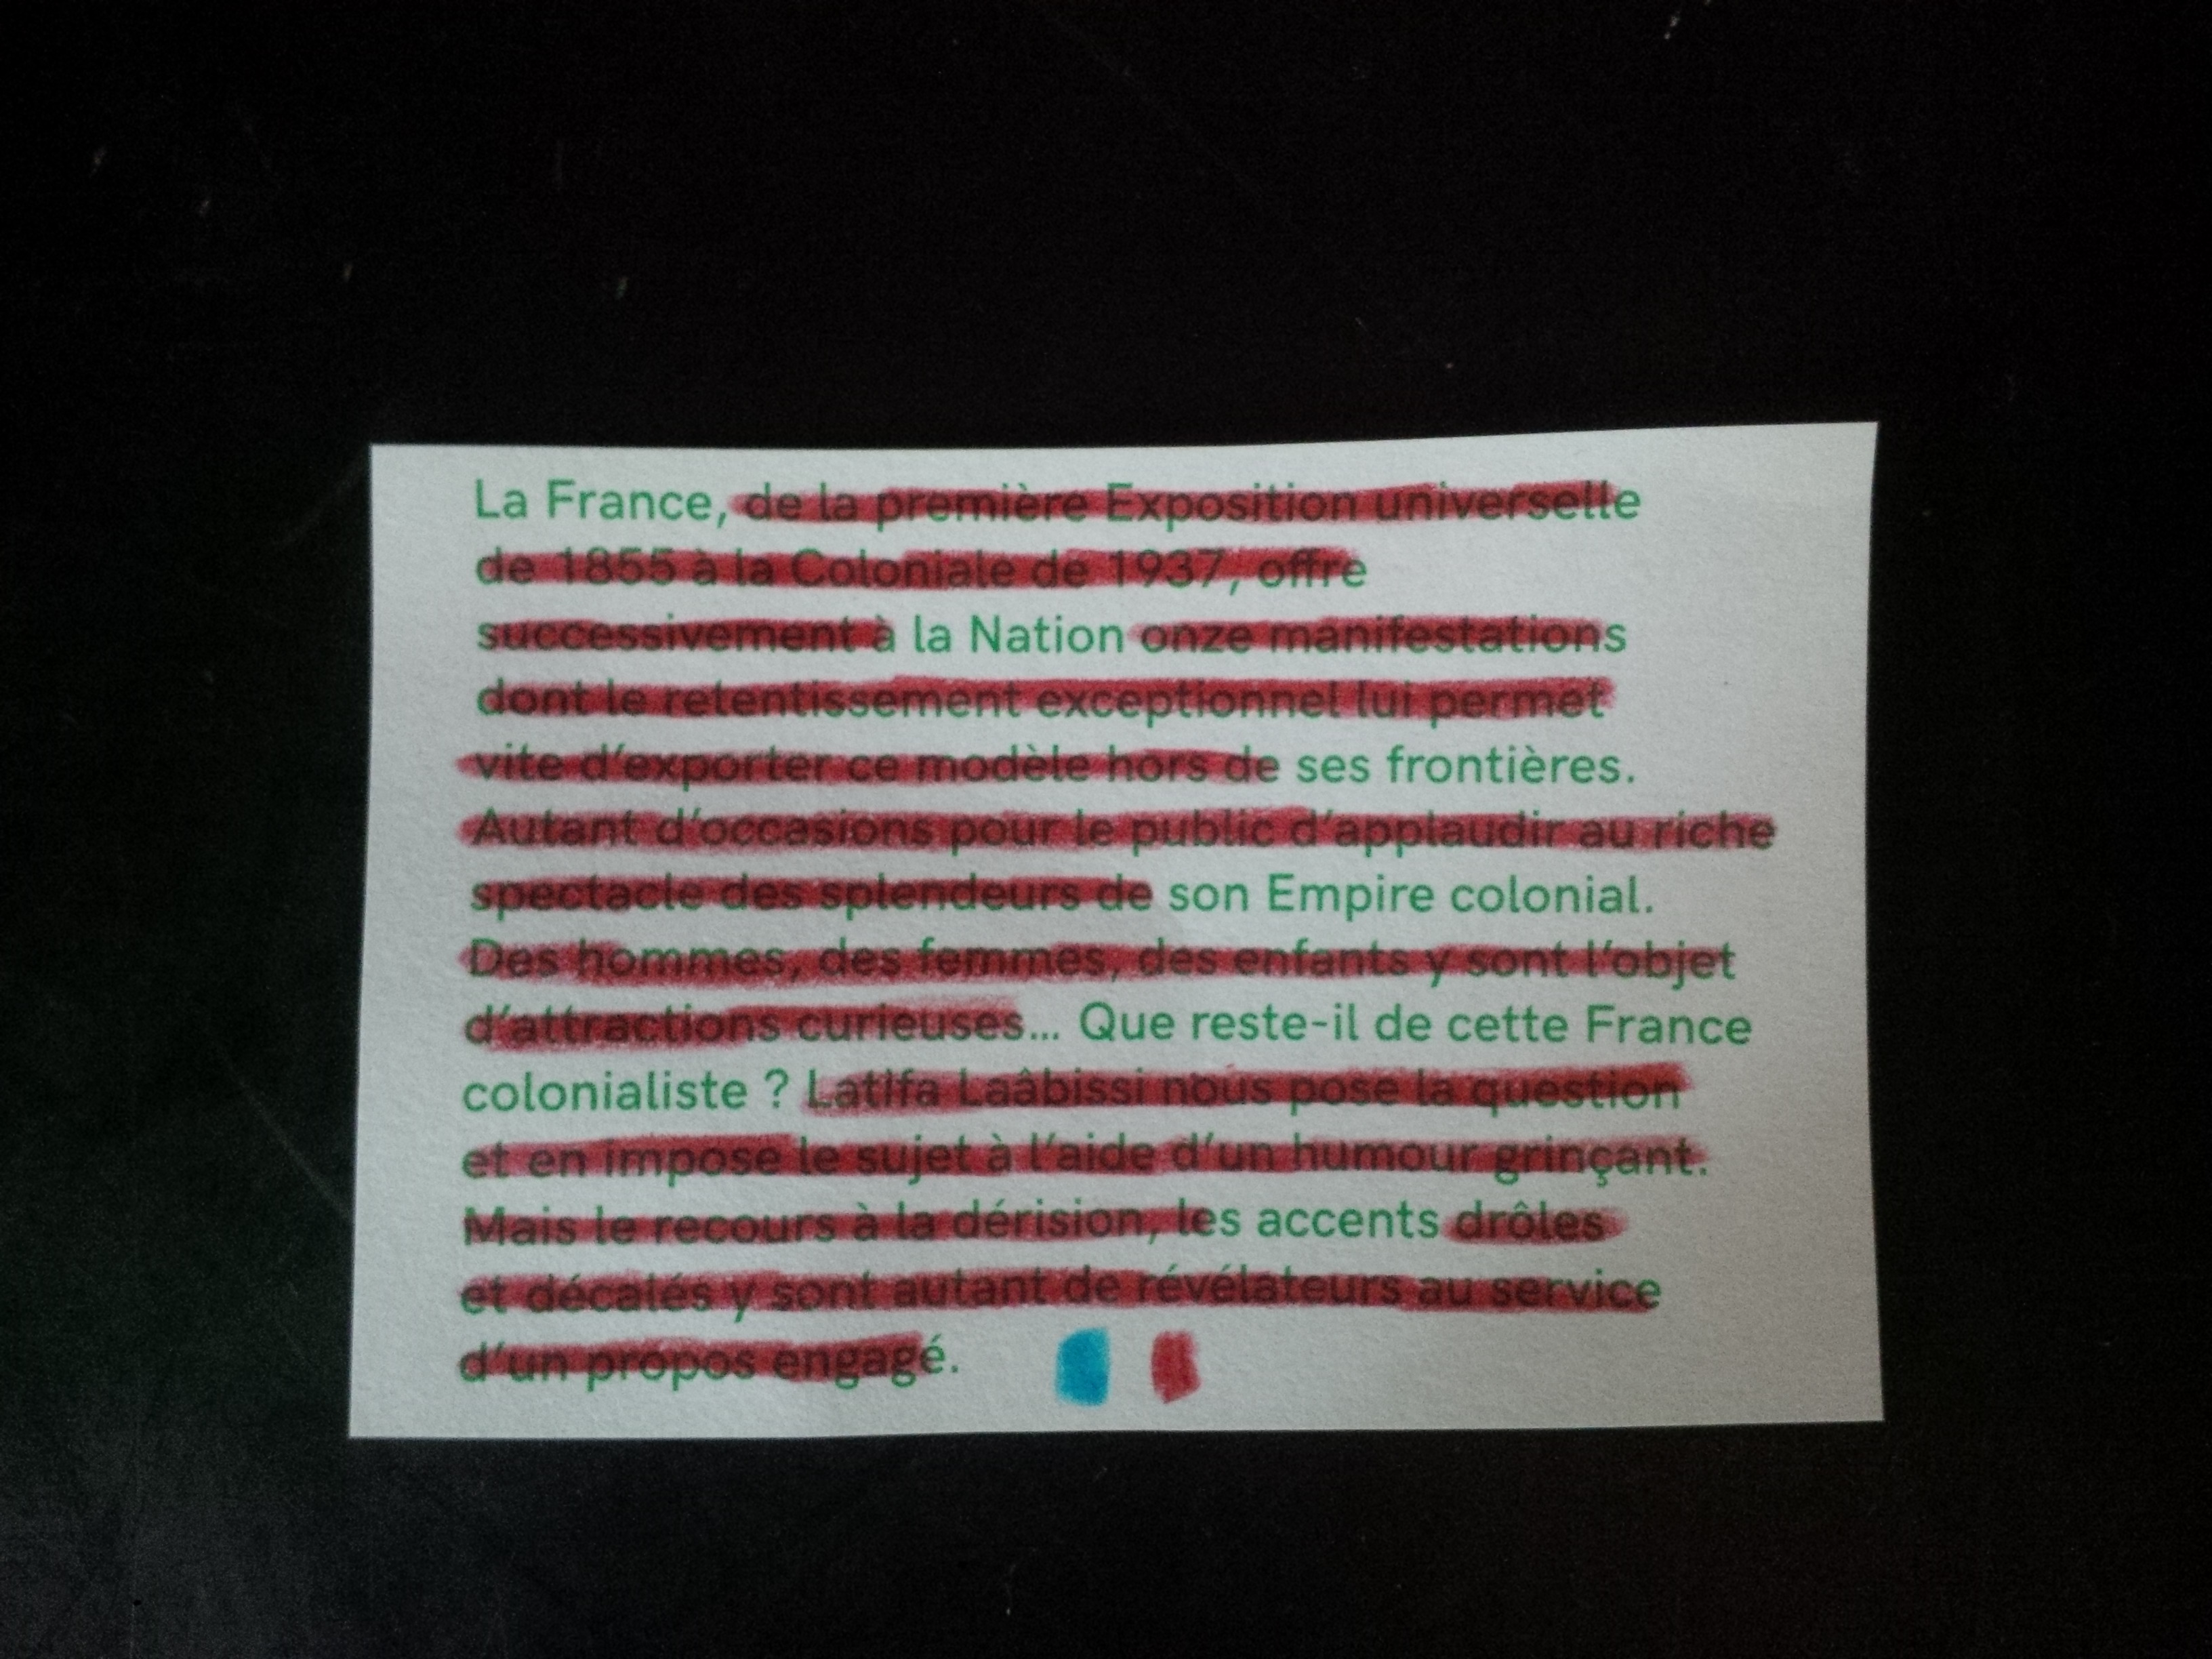 La France, de la première Exposition universelle
de 1855 à la Coloniale de 1937, offre
successivement à la Nation onze manifestations
dont le retentissement exceptionnel lui permet
vite d'exporter ce modèle hors de ses frontières.
Autant d'occasions pour le public d'applaudir au riche
spectacle des splendeurs de son Empire colonial.
Des hommes, des femmes, des enfants y sont l'objet
d'attractions curieuses... Que reste-il de cette France
colonialiste ? Latifa Laâbissi nous pose la question
et en impose le sujet à l'aide d'un humour grinçant.
Mais le recours à la dérision, les accents drôles
et décalés y sont autant de révélateurs au service
d'un propos engagé.